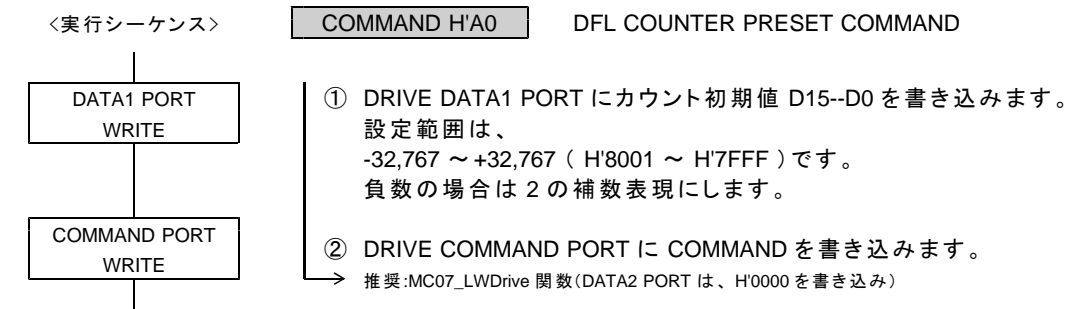 <実行シーケンス>
COMMAND H'A0
DFL COUNTER PRESET COMMAND
DATA1 PORT
WRITE
① DRIVE DATA1 PORT にカウント初期値 D15--D0 を書き込みます。
設定範囲は、
-32,767 ～+32,767 ( H'8001 ～ H'7FFF )です。
負数の場合は 2 の補数表現にします。
COMMAND PORT
WRITE
② DRIVE COMMAND PORT に COMMAND を書き込みます。
推奨:MC07_LWDrive 関数(DATA2 PORT は、H'0000 を書き込み)